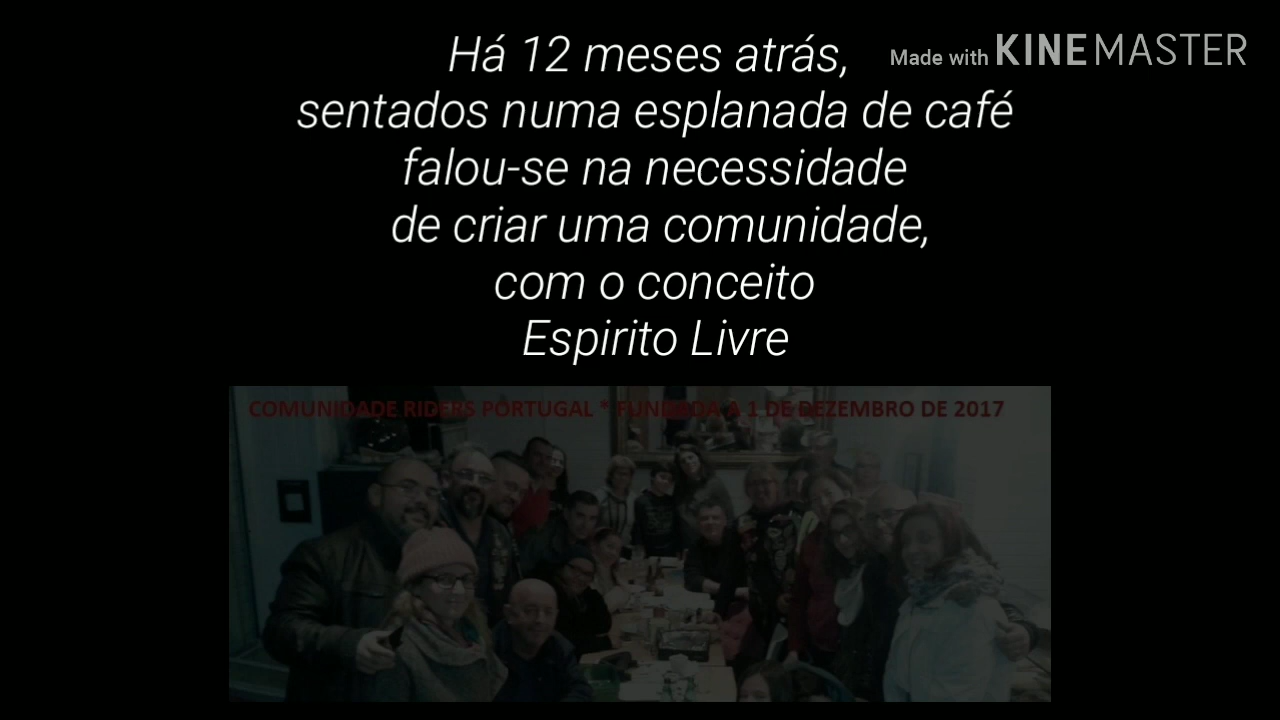 Há 12 meses atrás,
Made with KINEMASTER
sentados numa esplanada de café
falou-se na necessidade
de criar uma comunidade,
com o conceito
Espirito Livre
COMUNIDADE RIDERS PORTUGAL * FUNDADA A 1 DE DEZEMBRO DE 2017